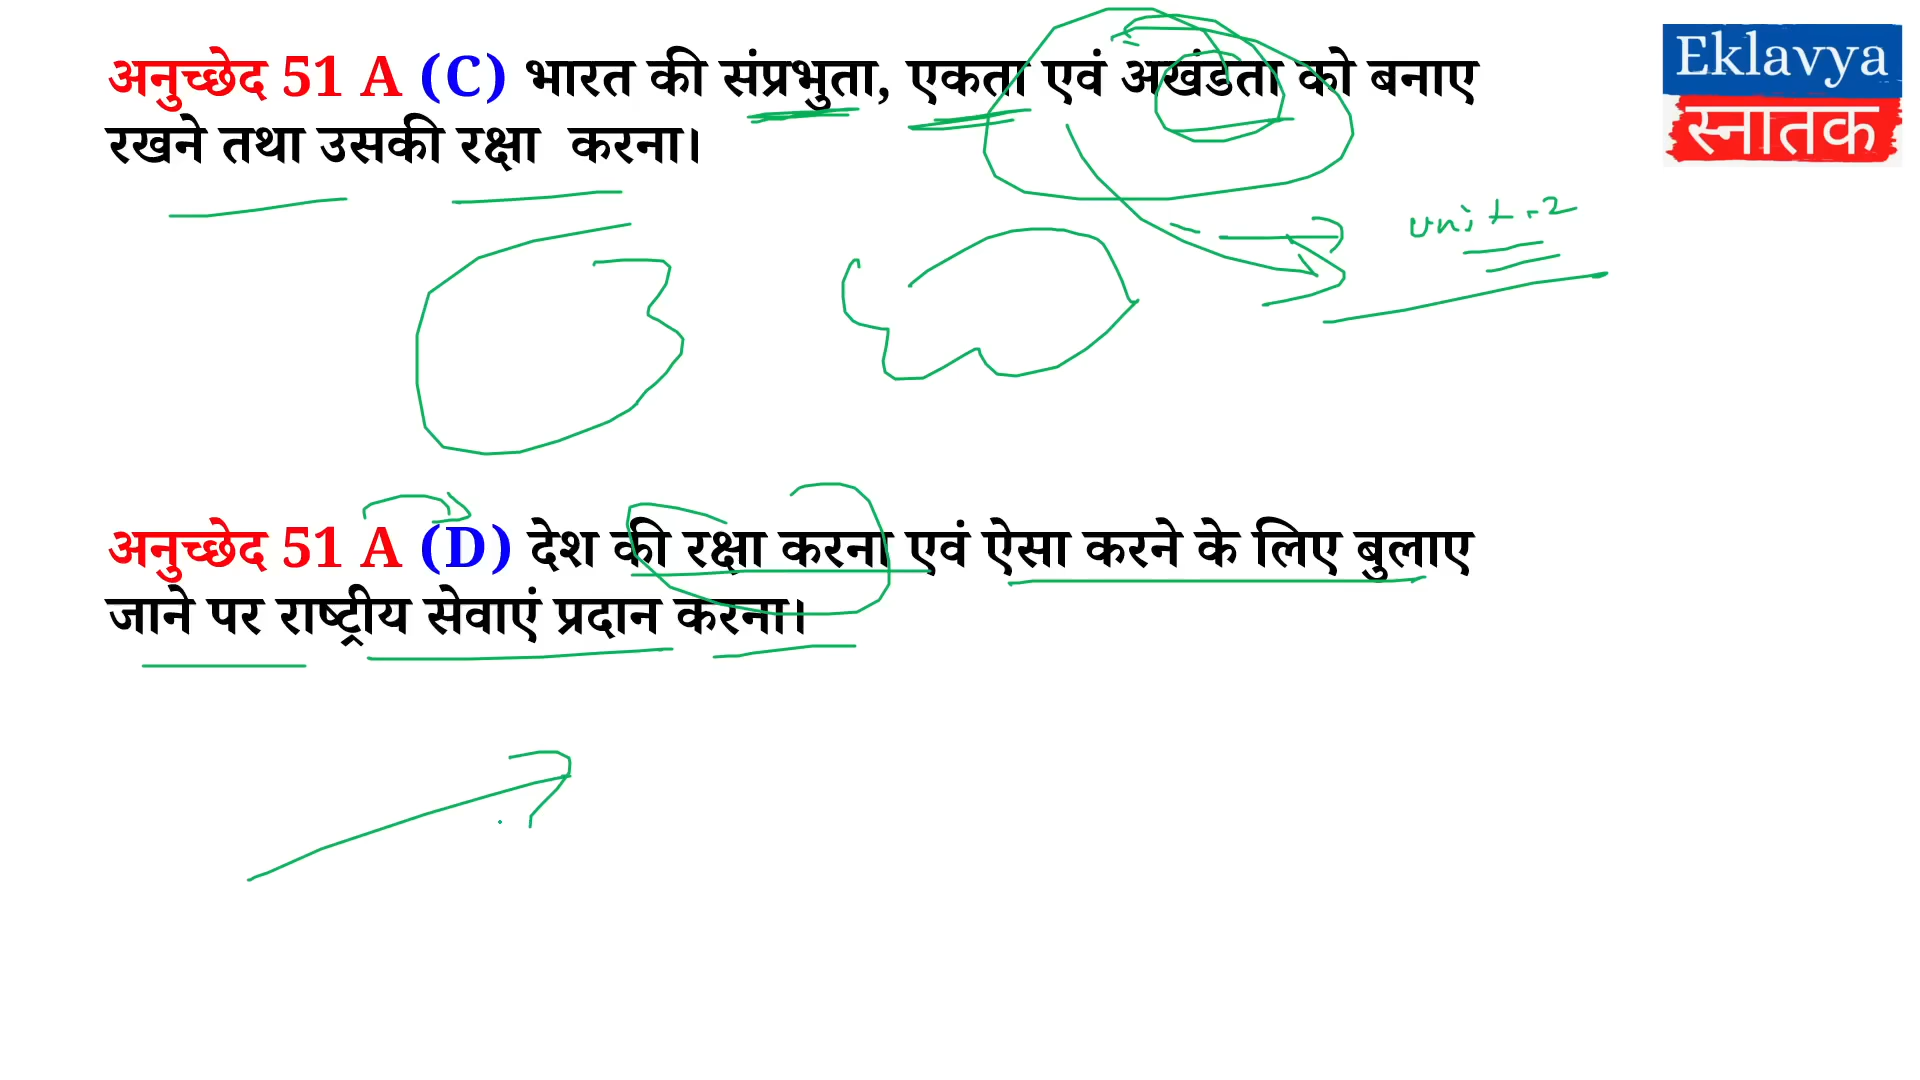 अनुच्छेद 51 A (C) भारत की संप्रभुता, एकता एवं अखंडता को बनाए
रखने तथा उसकी रक्षा करना।
Eklavya
स्नातक
unit-2
अनुच्छेद 51 A (D) देश की रक्षा करना एवं ऐसा करने के लिए बुलाए
जाने पर राष्ट्रीय सेवाएं प्रदान करना।